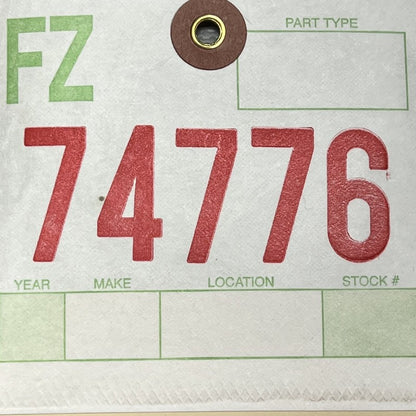 PART TYPE
FZ
74776
YEAR MAKE LOCATION STOCK #